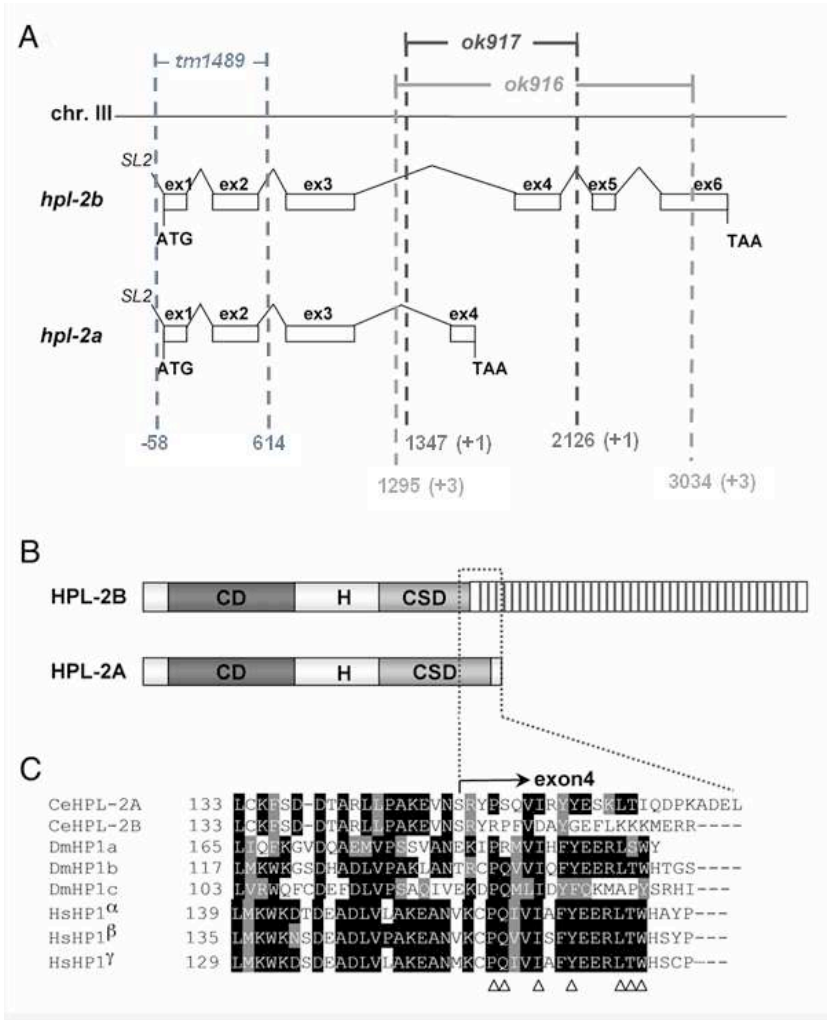 A
tm1489
ok917
ok916
chr. III
SL2
hpl-2b
ex1 ex2 ex3 ex4 ex5 ex6
ATG
TAA
SL2
hpl-2a
ex1 ex2 ex3 ex4
ATG
TAA
-58 614 1347 (+1) 2126 (+1)
1295 (+3) 3034 (+3)
B
HPL-2B CD H CSD
HPL-2A CD H CSD
C
exon4
CeHPL-2A 133 LCKFSD-DTARLLPAKEVNSRYPSQVIRYYESKLTIQDPKADEL
CeHPL-2B 133 LCKFSD-DTARLLPAKEVNSRYRPFVDAYGEFLKKKMERR----
DmHP1a 165 LIQFKGVDQAEMVPSSVANEKIPRMVIHFYEERLSWY
DmHP1b 117 LMKWKGSDHADLVPAKLANTRCPQVVIQFYEERLTWHTGS----
DmHP1c 103 LVRWQFCDEFDLVPSAQIVEKDPQMLIDYFQKMAPYSRHI----
HsHP1α 139 LMKWKDTDEADLVLAKEANVKCPQIVIAFYEERLTWHAYP---
HsHP1β 135 LMKWKNSDEADLVPAKEANVKCPQVVISFYEERLTWHSYP---
HsHP1γ 129 LMKWKDSDEADLVLAKEANMKCPQIVIAFYEERLTWHSCP---